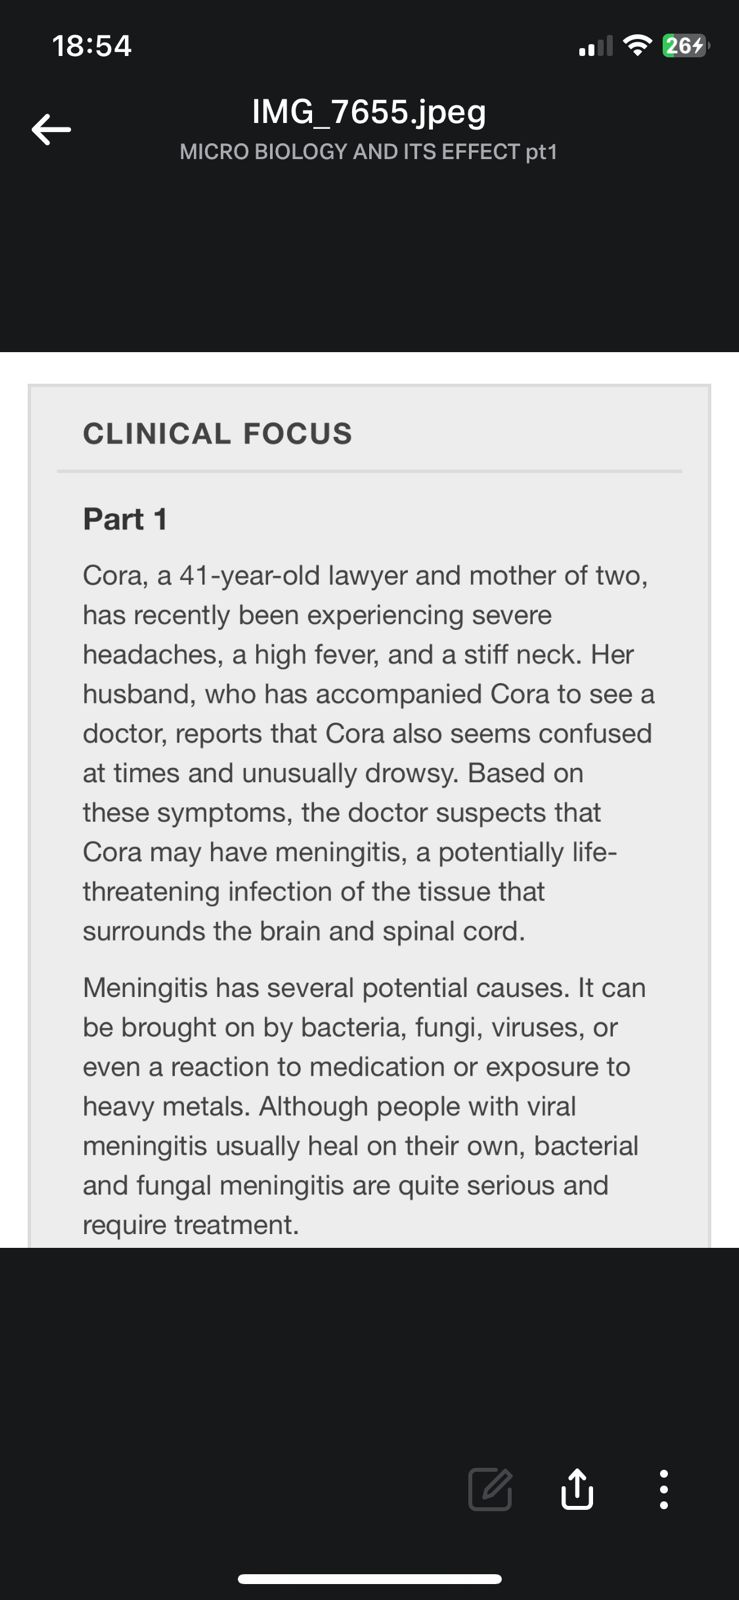 18:54
26
IMG_7655.jpeg
MICRO BIOLOGY AND ITS EFFECT pt1
CLINICAL FOCUS
Part 1
Cora, a 41-year-old lawyer and mother of two,
has recently been experiencing severe
headaches, a high fever, and a stiff neck. Her
husband, who has accompanied Cora to see a
doctor, reports that Cora also seems confused
at times and unusually drowsy. Based on
these symptoms, the doctor suspects that
Cora may have meningitis, a potentially life-
threatening infection of the tissue that
surrounds the brain and spinal cord.
Meningitis has several potential causes. It can
be brought on by bacteria, fungi, viruses, or
even a reaction to medication or exposure to
heavy metals. Although people with viral
meningitis usually heal on their own, bacterial
and fungal meningitis are quite serious and
require treatment.